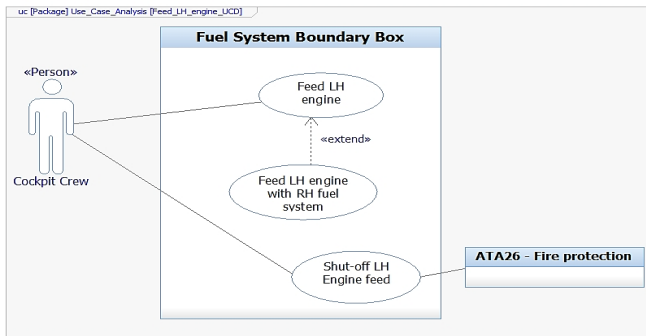 uc [Package] Use_Case_Analysis [Feed_LH_engine_UCD]
Fuel System Boundary Box
«Person»
Cockpit Crew
Feed LH
engine
«extend»
Feed LH engine
with RH fuel
system
Shut-off LH
Engine feed
ATA26 - Fire protection